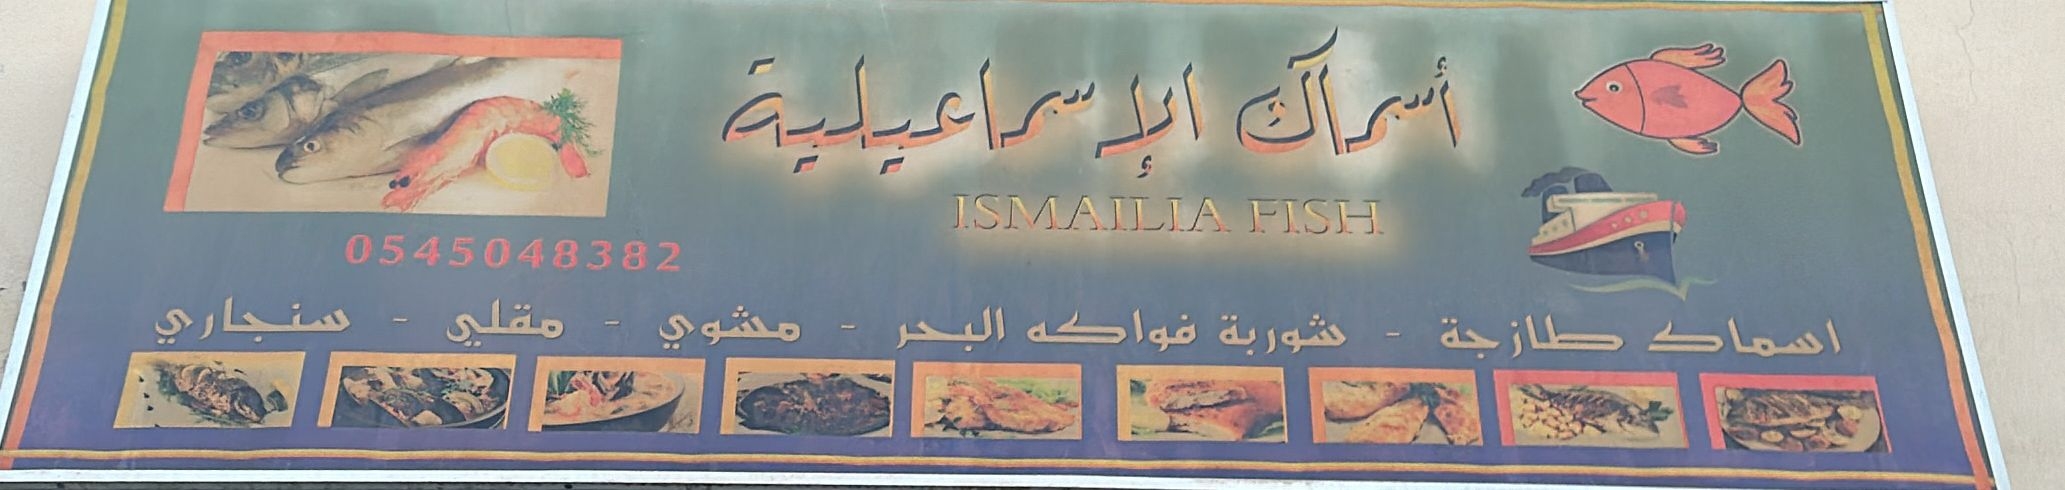 أسماك الإسماعيلية
ISMAILIA FISH
0545048382
اسماك طازجة - شوربة فواكه البحر - مشوي - مقلي - سنجاري